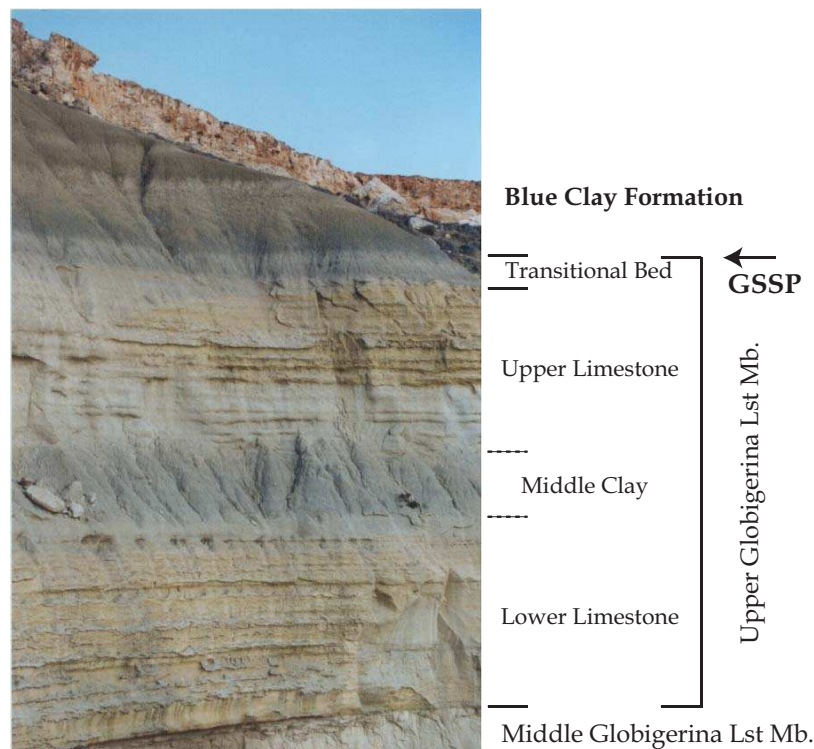 Blue Clay Formation
Transitional Bed
GSSP
Upper Limestone
Middle Clay
Lower Limestone
Upper Globigerina Lst Mb.
Middle Globigerina Lst Mb.